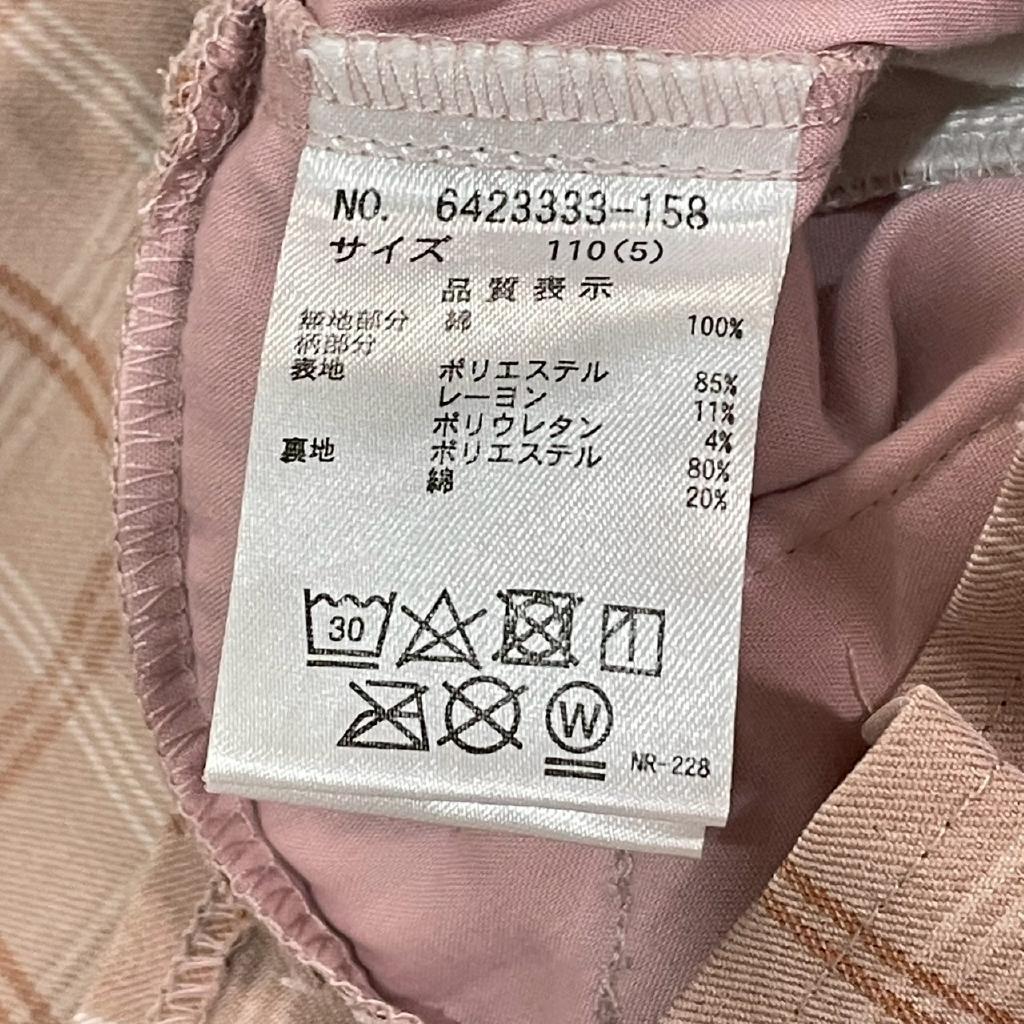 NO. 6423333-158
サイズ 110(5)
品質表示
無地部分 綿 100%
柄部分
表地 ポリエステル 85%
レーヨン 11%
ポリウレタン 4%
裏地 ポリエステル 80%
綿 20%
30
W
NR-228